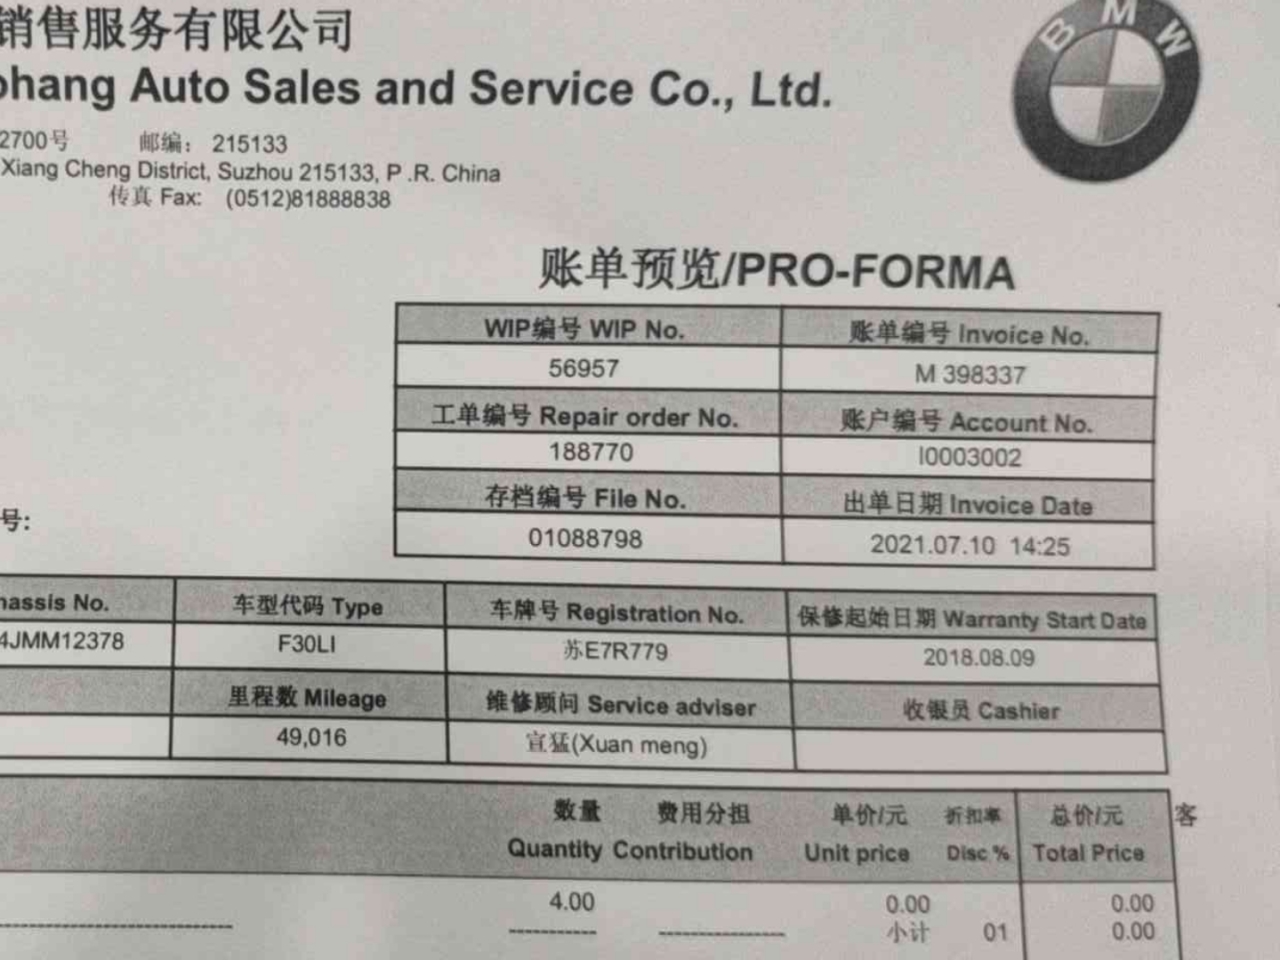 销售服务有限公司
BMW
ohang Auto Sales and Service Co., Ltd.
2700号 邮编： 215133
Xiang Cheng District, Suzhou 215133, P .R. China
传真 Fax: (0512)81888838
账单预览/PRO-FORMA
WIP编号 WIP No. 账单编号 Invoice No.
56957 M 398337
工单编号 Repair order No. 账户编号 Account No.
188770 I0003002
存档编号 File No. 出单日期 Invoice Date
号:
01088798 2021.07.10 14:25
hassis No. 车型代码 Type 车牌号 Registration No. 保修起始日期 Warranty Start Date
4JMM12378 F30LI 苏E7R779 2018.08.09
里程数 Mileage 维修顾问 Service adviser 收银员 Cashier
49,016 宣猛(Xuan meng)
数量 费用分担 单价/元 折扣率 总价/元 客
Quantity Contribution Unit price Disc % Total Price
4.00 0.00 0.00
小计 01 0.00